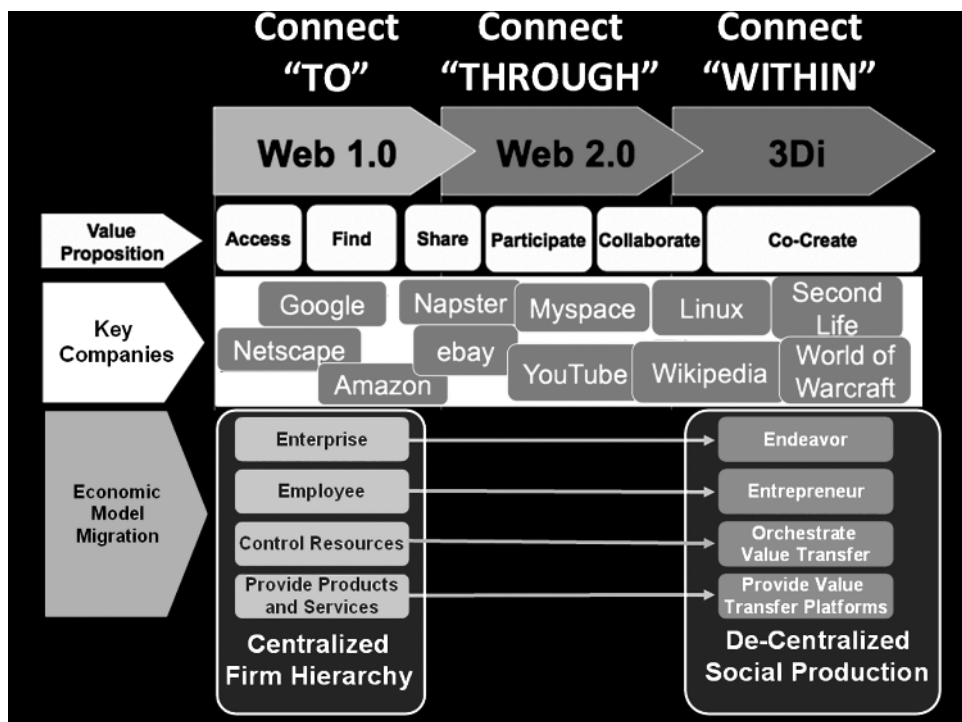 Connect
“TO”
Connect
“THROUGH”
Connect
“WITHIN”
Web 1.0
Web 2.0
3Di
Value
Proposition
Access
Find
Share
Participate
Collaborate
Co-Create
Key
Companies
Google
Netscape
Amazon
Napster
ebay
Myspace
YouTube
Linux
Wikipedia
Second
Life
World of
Warcraft
Economic
Model
Migration
Enterprise
Endeavor
Employee
Entrepreneur
Control Resources
Orchestrate
Value Transfer
Provide Products
and Services
Provide Value
Transfer Platforms
Centralized
Firm Hierarchy
De-Centralized
Social Production